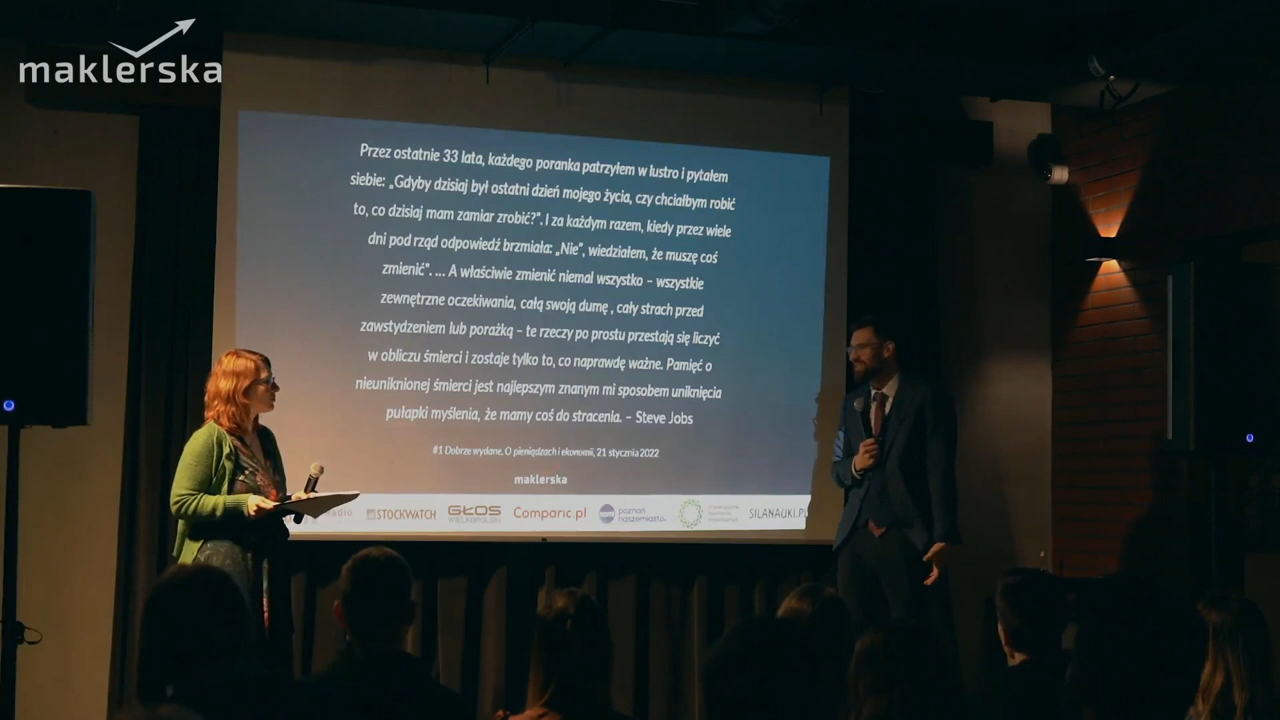 maklerska
Przez ostatnie 33 lata, każdego poranka patrzyłem w lustro i pytałem
siebie: „Gdyby dzisiaj był ostatni dzień mojego życia, czy chciałbym robić
to, co dzisiaj mam zamiar zrobić?”. I za każdym razem, kiedy przez wiele
dni pod rząd odpowiedź brzmiała: „Nie”, wiedziałem, że muszę coś
zmienić”. ... A właściwie zmienić niemal wszystko – wszystkie
zewnętrzne oczekiwania, całą swoją dumę , cały strach przed
zawstydzeniem lub porażką – te rzeczy po prostu przestają się liczyć
w obliczu śmierci i zostaje tylko to, co naprawdę ważne. Pamięć o
nieuniknionej śmierci jest najlepszym znanym mi sposobem uniknięcia
pułapki myślenia, że mamy coś do stracenia. – Steve Jobs
#1 Dobrze wydane. O pieniądzach i ekonomii, 21 stycznia 2022
maklerska
STOCKWATCH
GŁOS
WIELKOPOLSKI
Comparic.pl
poznań
naszemiasto.
SILANAUKI.PL